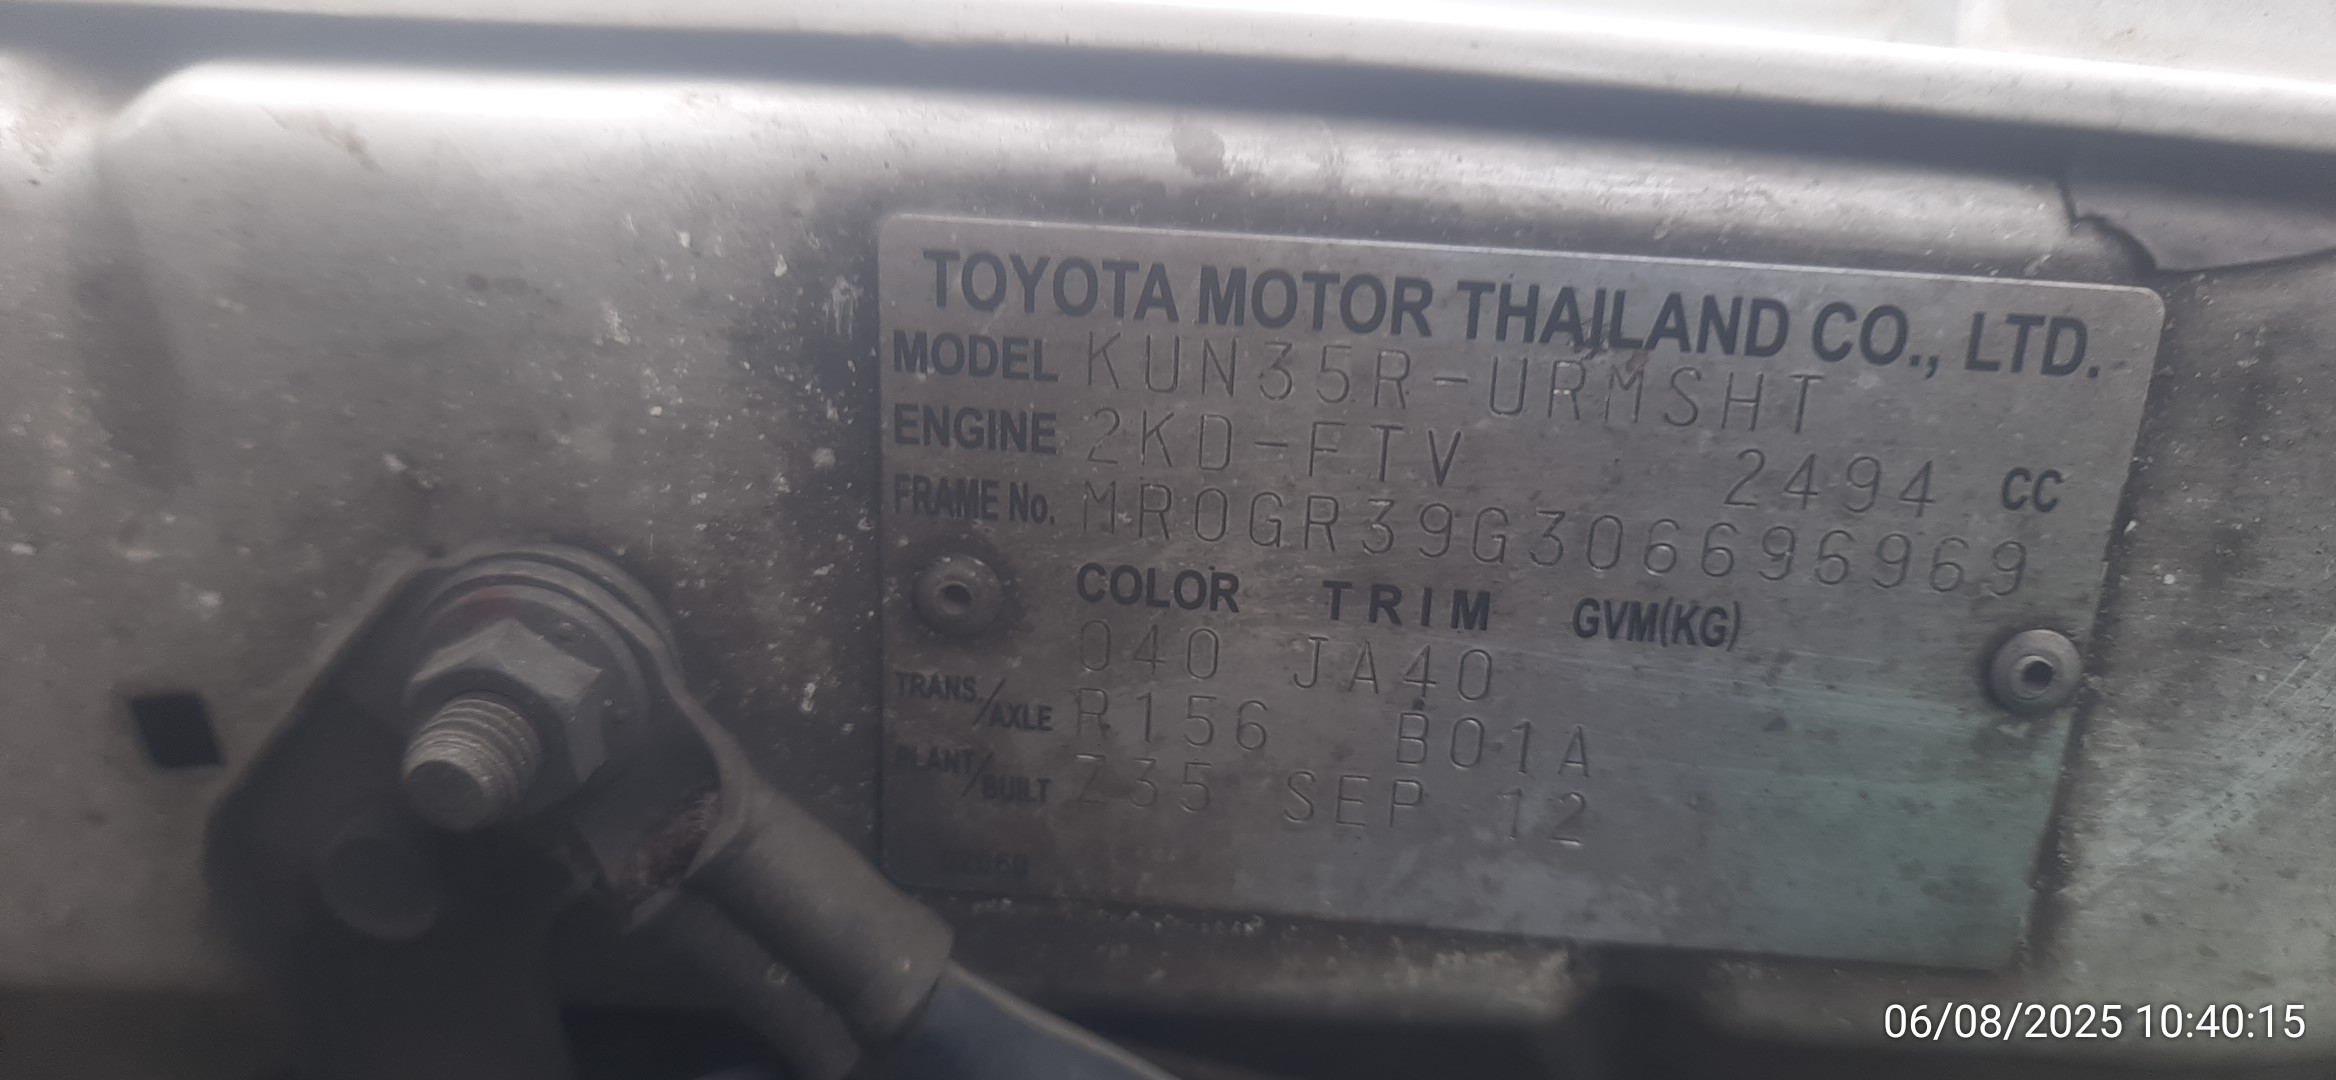 TOYOTA MOTOR THAILAND CO., LTD.
MODEL KUN35R-URMSHT
ENGINE 2KD-FTV 2494 CC
FRAME No. MR0GR39G306696969
COLOR TRIM GVM(KG)
040 JA40
TRANS./AXLE R156 B01A
PLANT/BUILT Z35 SEP 12
06/08/2025 10:40:15